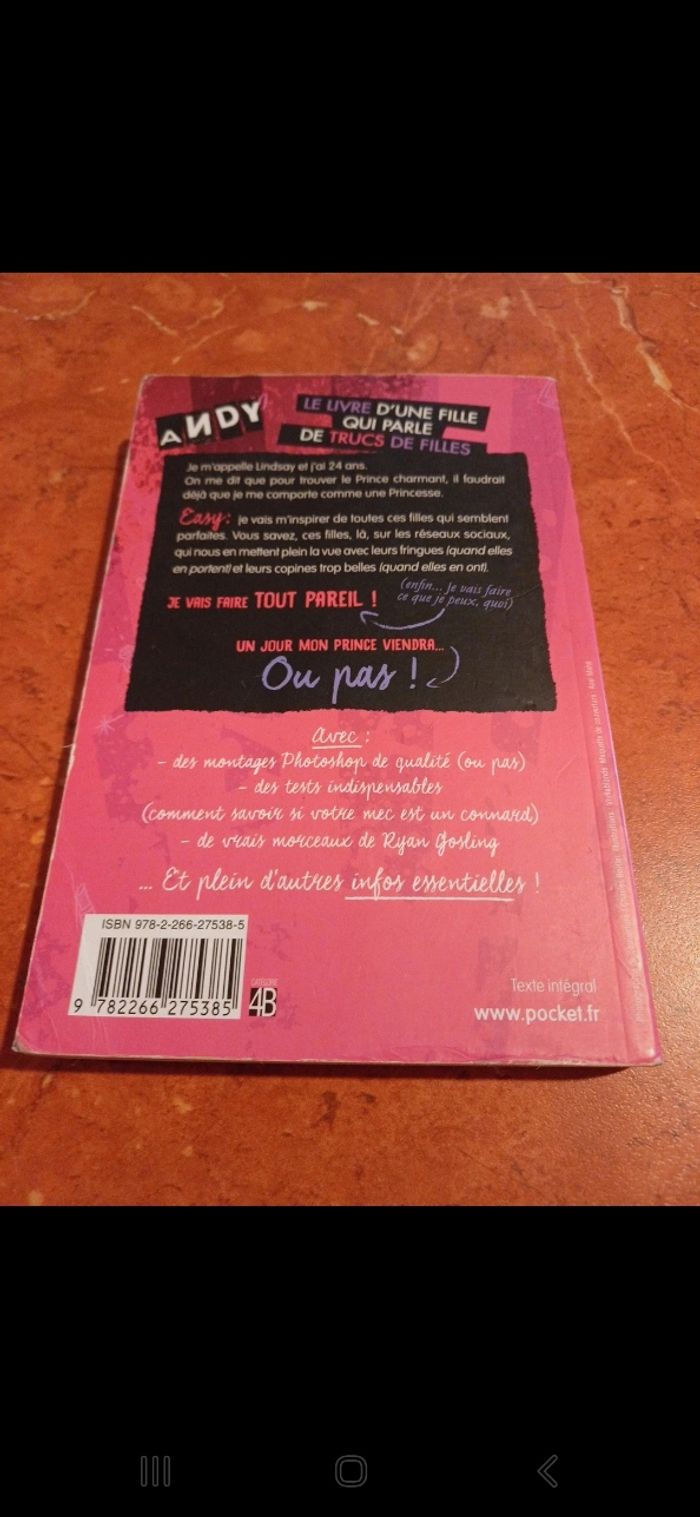 ANDY
LE LIVRE D'UNE FILLE
QUI PARLE
DE TRUCS DE FILLES
Je m'appelle Lindsay et j'ai 24 ans.
On me dit que pour trouver le Prince charmant, il faudrait
déjà que je me comporte comme une Princesse.
Easy : je vais m'inspirer de toutes ces filles qui semblent
parfaites. Vous savez, ces filles, là, sur les réseaux sociaux,
qui nous en mettent plein la vue avec leurs fringues (quand elles
en portent) et leurs copines trop belles (quand elles en ont).
JE VAIS FAIRE TOUT PAREIL !
(enfin... je vais faire
ce que je peux, quoi)
UN JOUR MON PRINCE VIENDRA...
Ou pas !
Avec :
- des montages Photoshop de qualité (ou pas)
- des tests indispensables
(comment savoir si votre mec est un connard)
- de vrais morceaux de Ryan Gosling
... Et plein d'autres infos essentielles !
ISBN 978-2-266-27538-5
9 782266 275385
CATÉGORIE
4B
Texte intégral
www.pocket.fr